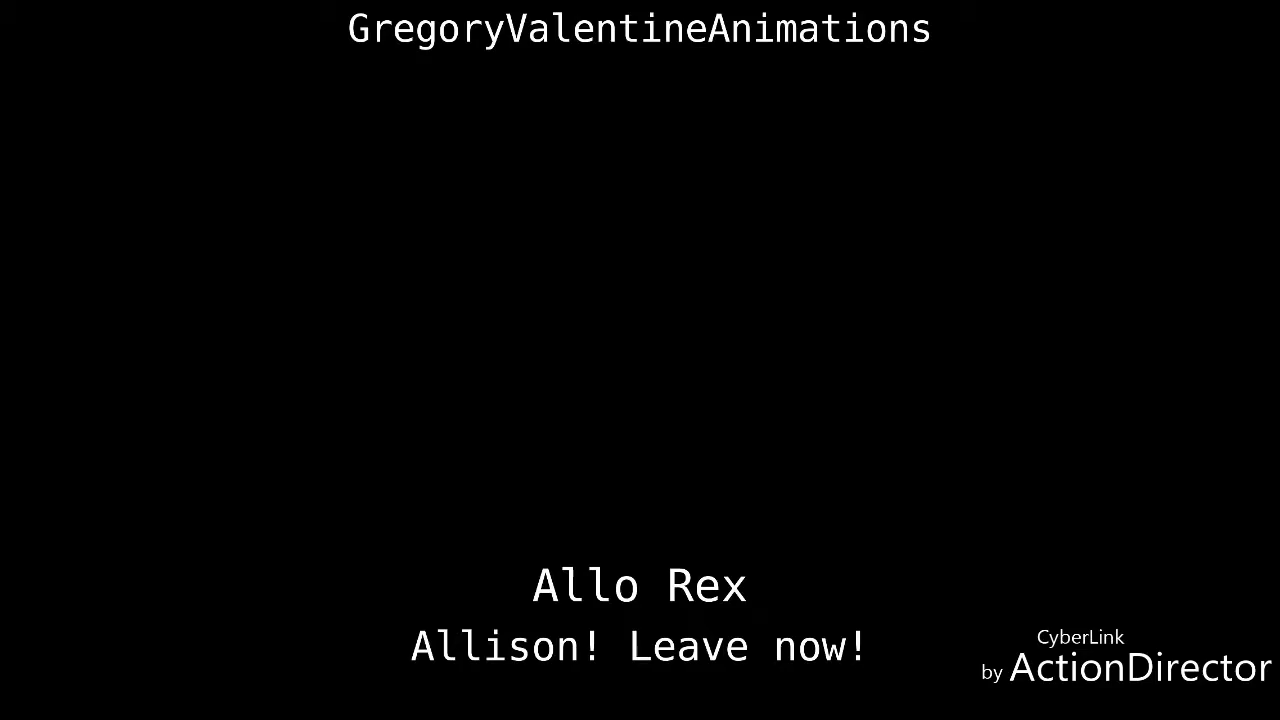 GregoryValentineAnimations
Allo Rex
Allison! Leave now!
CyberLink
by ActionDirector